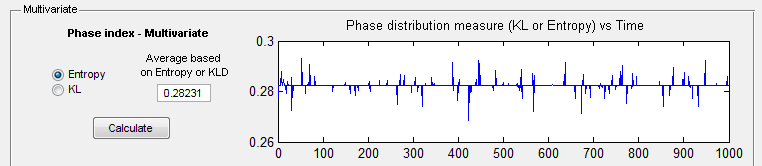 Multivariate
Phase index - Multivariate
Average based
on Entropy or KLD
Entropy
KL
0.28231
Calculate
Phase distribution measure (KL or Entropy) vs Time
0.3
0.28
0.26
0 100 200 300 400 500 600 700 800 900 1000